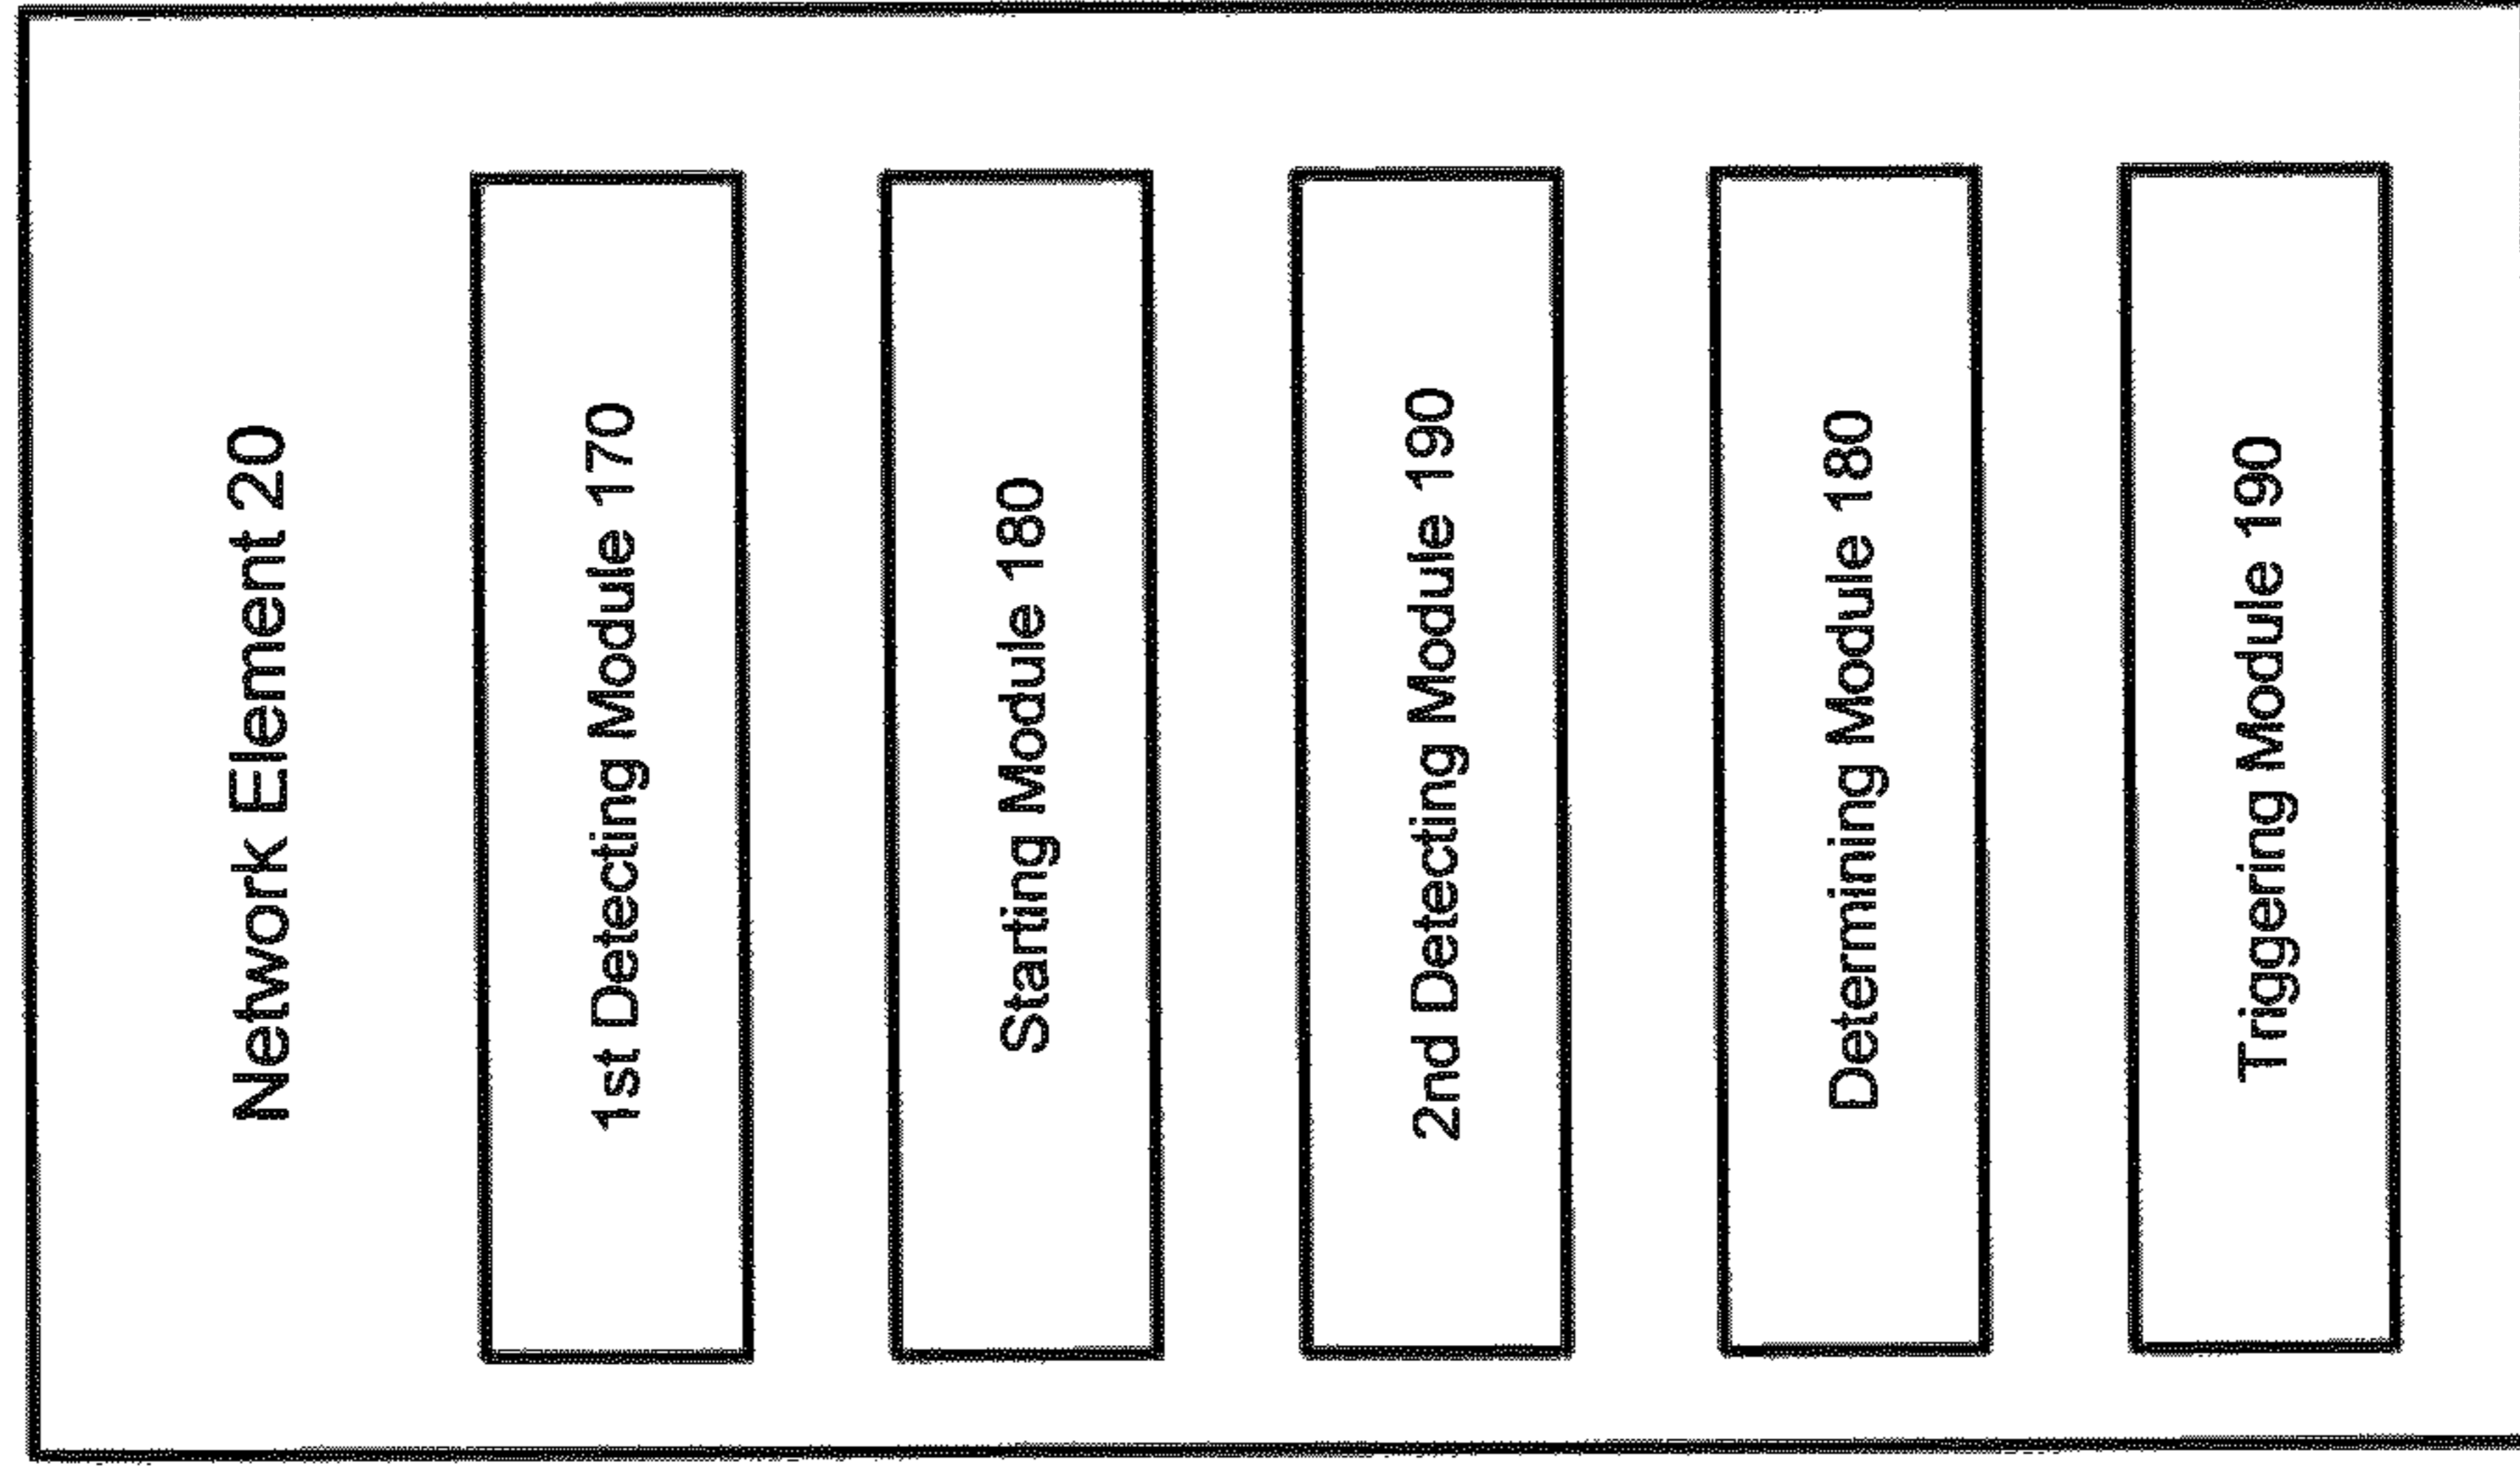 Network Element 20
1st Detecting Module 170
Starting Module 180
2nd Detecting Module 190
Determining Module 180
Triggering Module 190